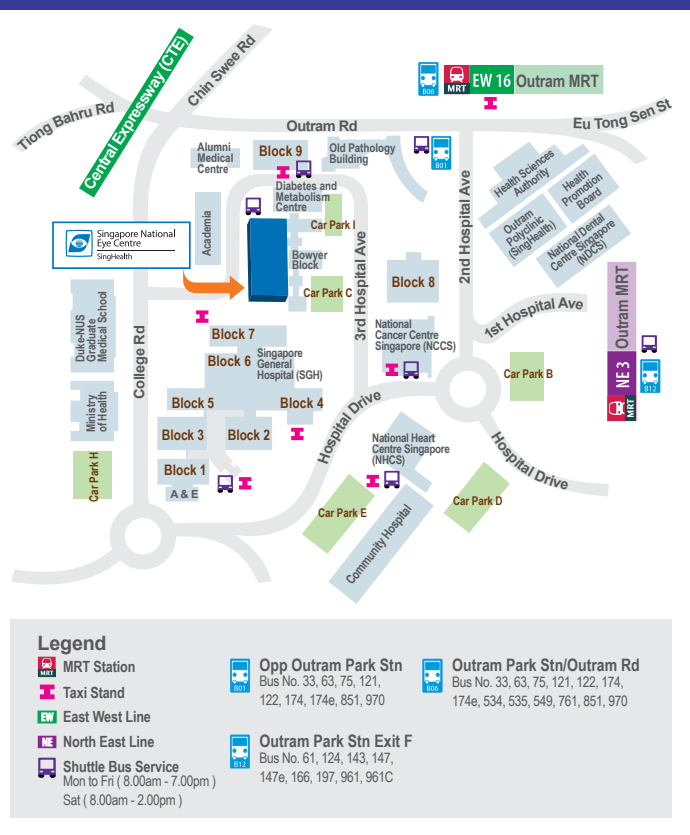 Central Expressway (CTE)
Chin Swee Rd
Tiong Bahru Rd
B06
MRT
EW 16
Outram MRT
Outram Rd
Eu Tong Sen St
Alumni
Medical
Centre
Block 9
Old Pathology
Building
B01
Diabetes and
Metabolism
Centre
Health Sciences
Authority
Health
Promotion
Board
Outram
Polyclinic
(SingHealth)
National Dental
Centre Singapore
(NDCS)
2nd Hospital Ave
Academia
Car Park I
Singapore National
Eye Centre
SingHealth
Bowyer
Block
Car Park C
3rd Hospital Ave
Block 8
1st Hospital Ave
Outram MRT
NE 3
MRT
B12
Duke-NUS
Graduate
Medical School
College Rd
Block 7
Block 6
Singapore
General
Hospital (SGH)
National
Cancer Centre
Singapore (NCCS)
Car Park B
Ministry
of Health
Block 5
Block 4
Hospital Drive
Block 3
Block 2
National Heart
Centre Singapore
(NHCS)
Hospital Drive
Car Park H
Block 1
A & E
Car Park E
Community Hospital
Car Park D
Legend
MRT
MRT Station
Taxi Stand
EW
East West Line
NE
North East Line
Shuttle Bus Service
Mon to Fri ( 8.00am - 7.00pm )
Sat ( 8.00am - 2.00pm )
B01
Opp Outram Park Stn
Bus No. 33, 63, 75, 121,
122, 174, 174e, 851, 970
B12
Outram Park Stn Exit F
Bus No. 61, 124, 143, 147,
147e, 166, 197, 961, 961C
B06
Outram Park Stn/Outram Rd
Bus No. 33, 63, 75, 121, 122, 174,
174e, 534, 535, 549, 761, 851, 970